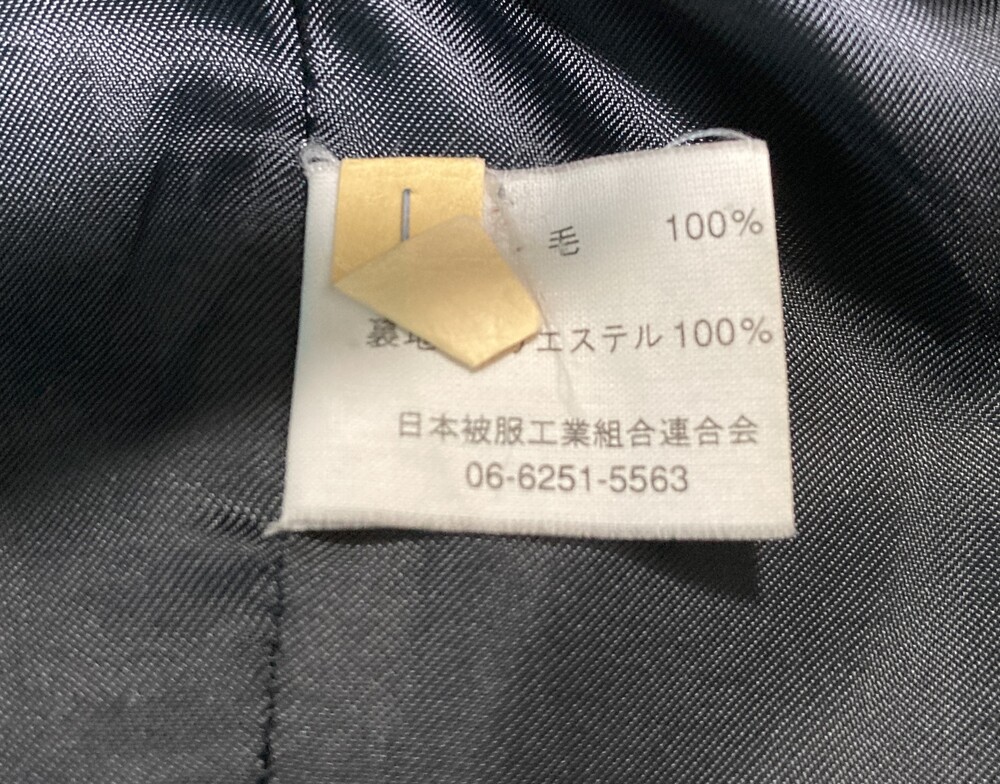 毛 100%
裏地 エステル 100%
日本被服工業組合連合会
06-6251-5563